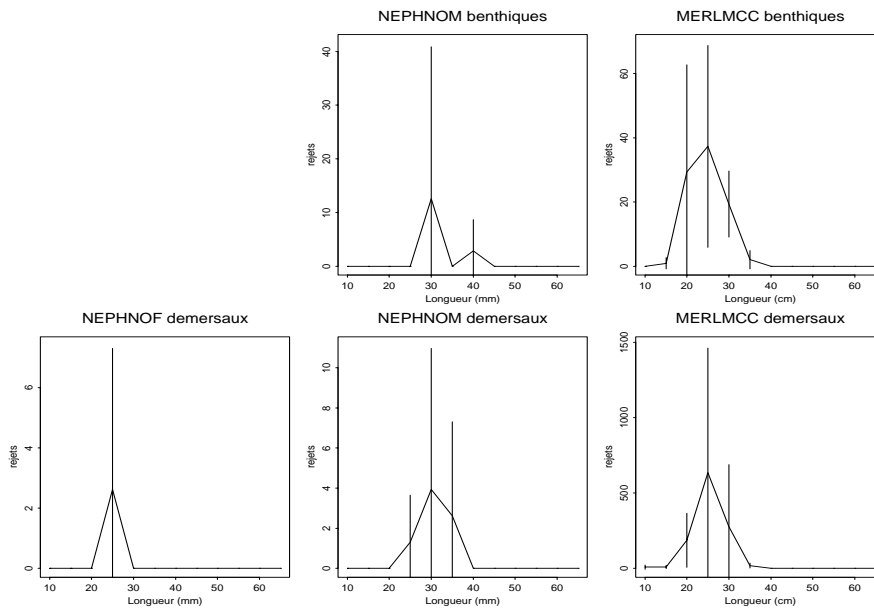 NEPHNOM benthiques
MERLMCC benthiques
rejets
0 10 20 30 40
10 20 30 40 50 60
Longueur (mm)
rejets
0 20 40 60
10 20 30 40 50 60
Longueur (cm)
NEPHNOF demersaux
NEPHNOM demersaux
MERLMCC demersaux
rejets
0 2 4 6
10 20 30 40 50 60
Longueur (mm)
rejets
0 2 4 6 8 10
10 20 30 40 50 60
Longueur (mm)
rejets
0 500 1000 1500
10 20 30 40 50 60
Longueur (cm)